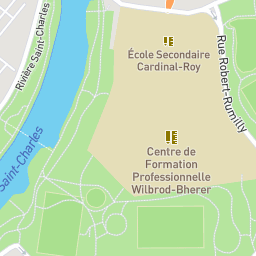 École Secondaire
Cardinal-Roy
Rue Robert-Rumilly
Rivière Saint-Charles
Saint-Charles
Centre de
Formation
Professionnelle
Wilbrod-Bherer